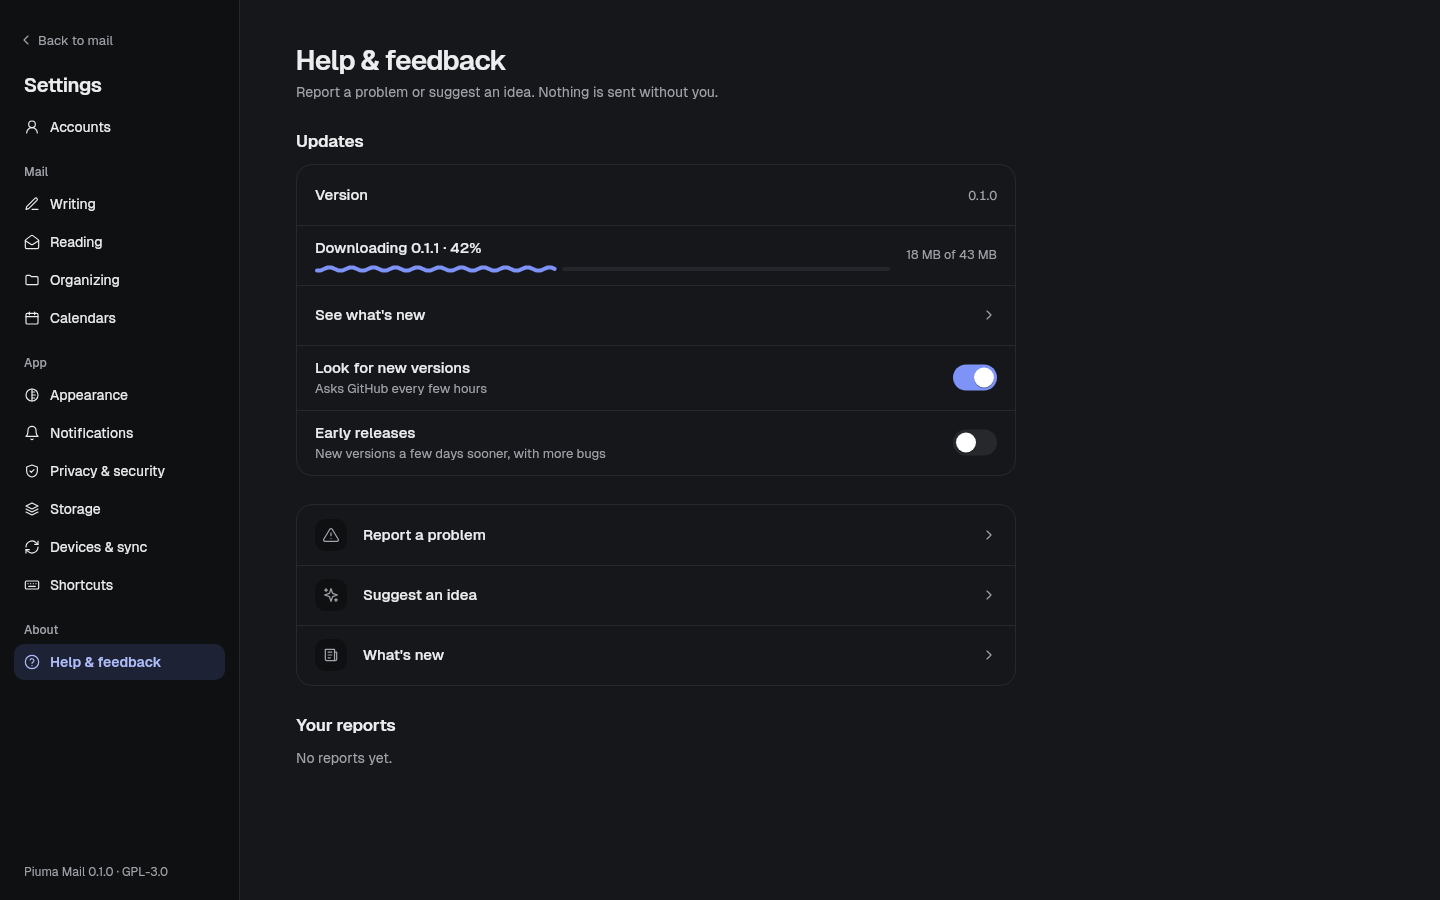 Back to mail
Settings
Accounts
Mail
Writing
Reading
Organizing
Calendars
App
Appearance
Notifications
Privacy & security
Storage
Devices & sync
Shortcuts
About
Help & feedback
Piuma Mail 0.1.0 · GPL-3.0
Help & feedback
Report a problem or suggest an idea. Nothing is sent without you.
Updates
Version
0.1.0
Downloading 0.1.1 · 42%
18 MB of 43 MB
See what's new
Look for new versions
Asks GitHub every few hours
Early releases
New versions a few days sooner, with more bugs
Report a problem
Suggest an idea
What's new
Your reports
No reports yet.